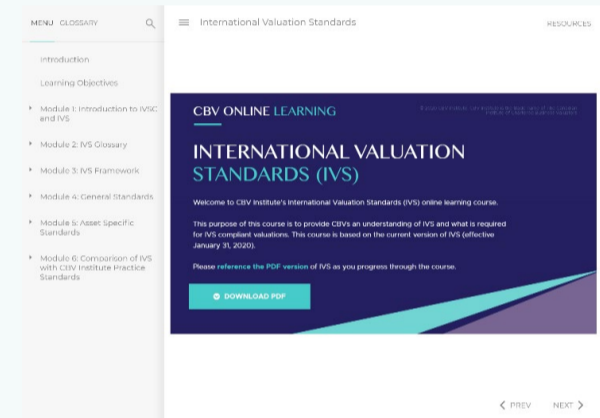 MENU GLOSSARY
International Valuation Standards
RESOURCES
Introduction
Learning Objectives
Module 1: Introduction to IVSC
and IVS
Module 2: IVS Glossary
Module 3: IVS Framework
Module 4: General Standards
Module 5: Asset Specific
Standards
Module 6: Comparison of IVS
with CBV Institute Practice
Standards
CBV ONLINE LEARNING
INTERNATIONAL VALUATION
STANDARDS (IVS)
Welcome to CBV Institute's International Valuation Standards (IVS) online learning course.
This purpose of this course is to provide CBVs an understanding of IVS and what is required
for IVS compliant valuations. This course is based on the current version of IVS (effective
January 31, 2020).
Please reference the PDF version of IVS as you progress through the course.
DOWNLOAD PDF
PREV NEXT